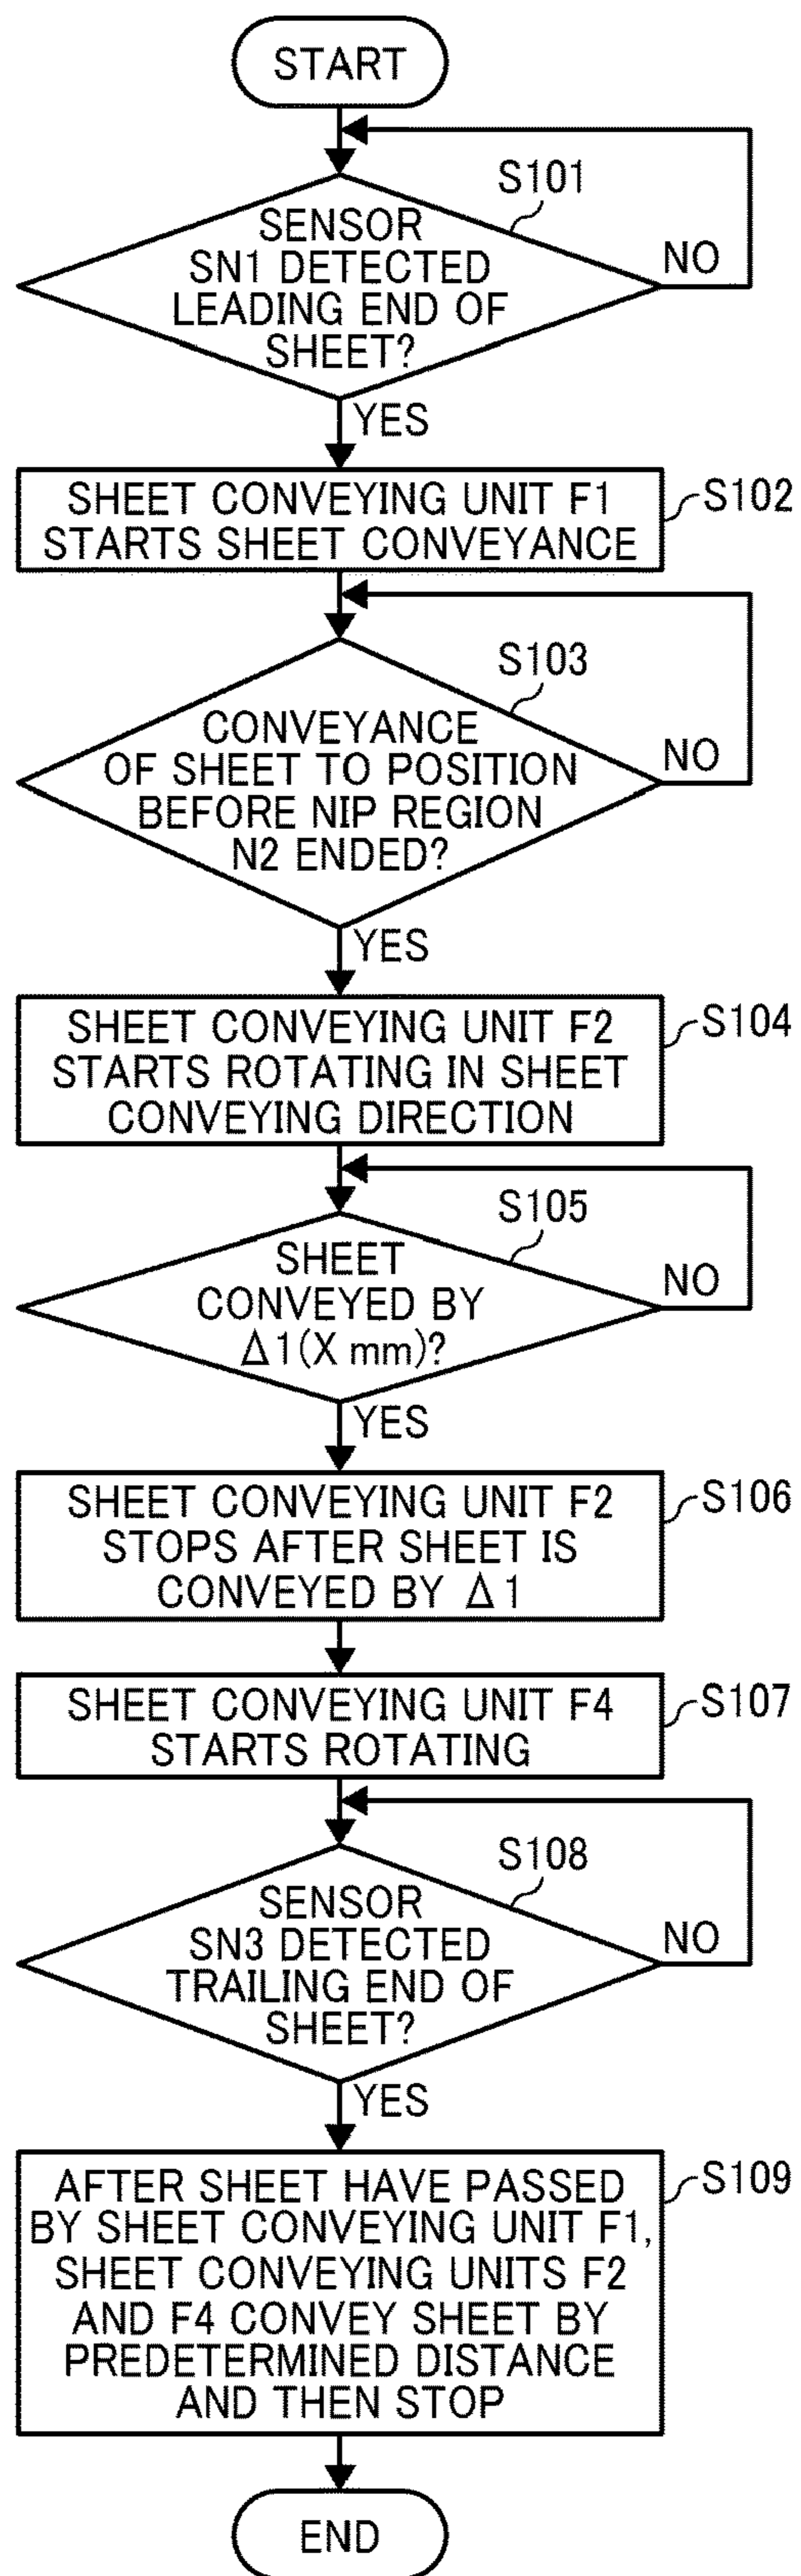 START
S101
SENSOR
SN1 DETECTED
LEADING END OF
SHEET?
NO
YES
SHEET CONVEYING UNIT F1
STARTS SHEET CONVEYANCE
S102
S103
CONVEYANCE
OF SHEET TO POSITION
BEFORE NIP REGION
N2 ENDED?
NO
YES
SHEET CONVEYING UNIT F2
STARTS ROTATING IN SHEET
CONVEYING DIRECTION
S104
S105
SHEET
CONVEYED BY
Δ1(X mm)?
NO
YES
SHEET CONVEYING UNIT F2
STOPS AFTER SHEET IS
CONVEYED BY Δ1
S106
SHEET CONVEYING UNIT F4
STARTS ROTATING
S107
S108
SENSOR
SN3 DETECTED
TRAILING END OF
SHEET?
NO
YES
AFTER SHEET HAVE PASSED
BY SHEET CONVEYING UNIT F1,
SHEET CONVEYING UNITS F2
AND F4 CONVEY SHEET BY
PREDETERMINED DISTANCE
AND THEN STOP
S109
END